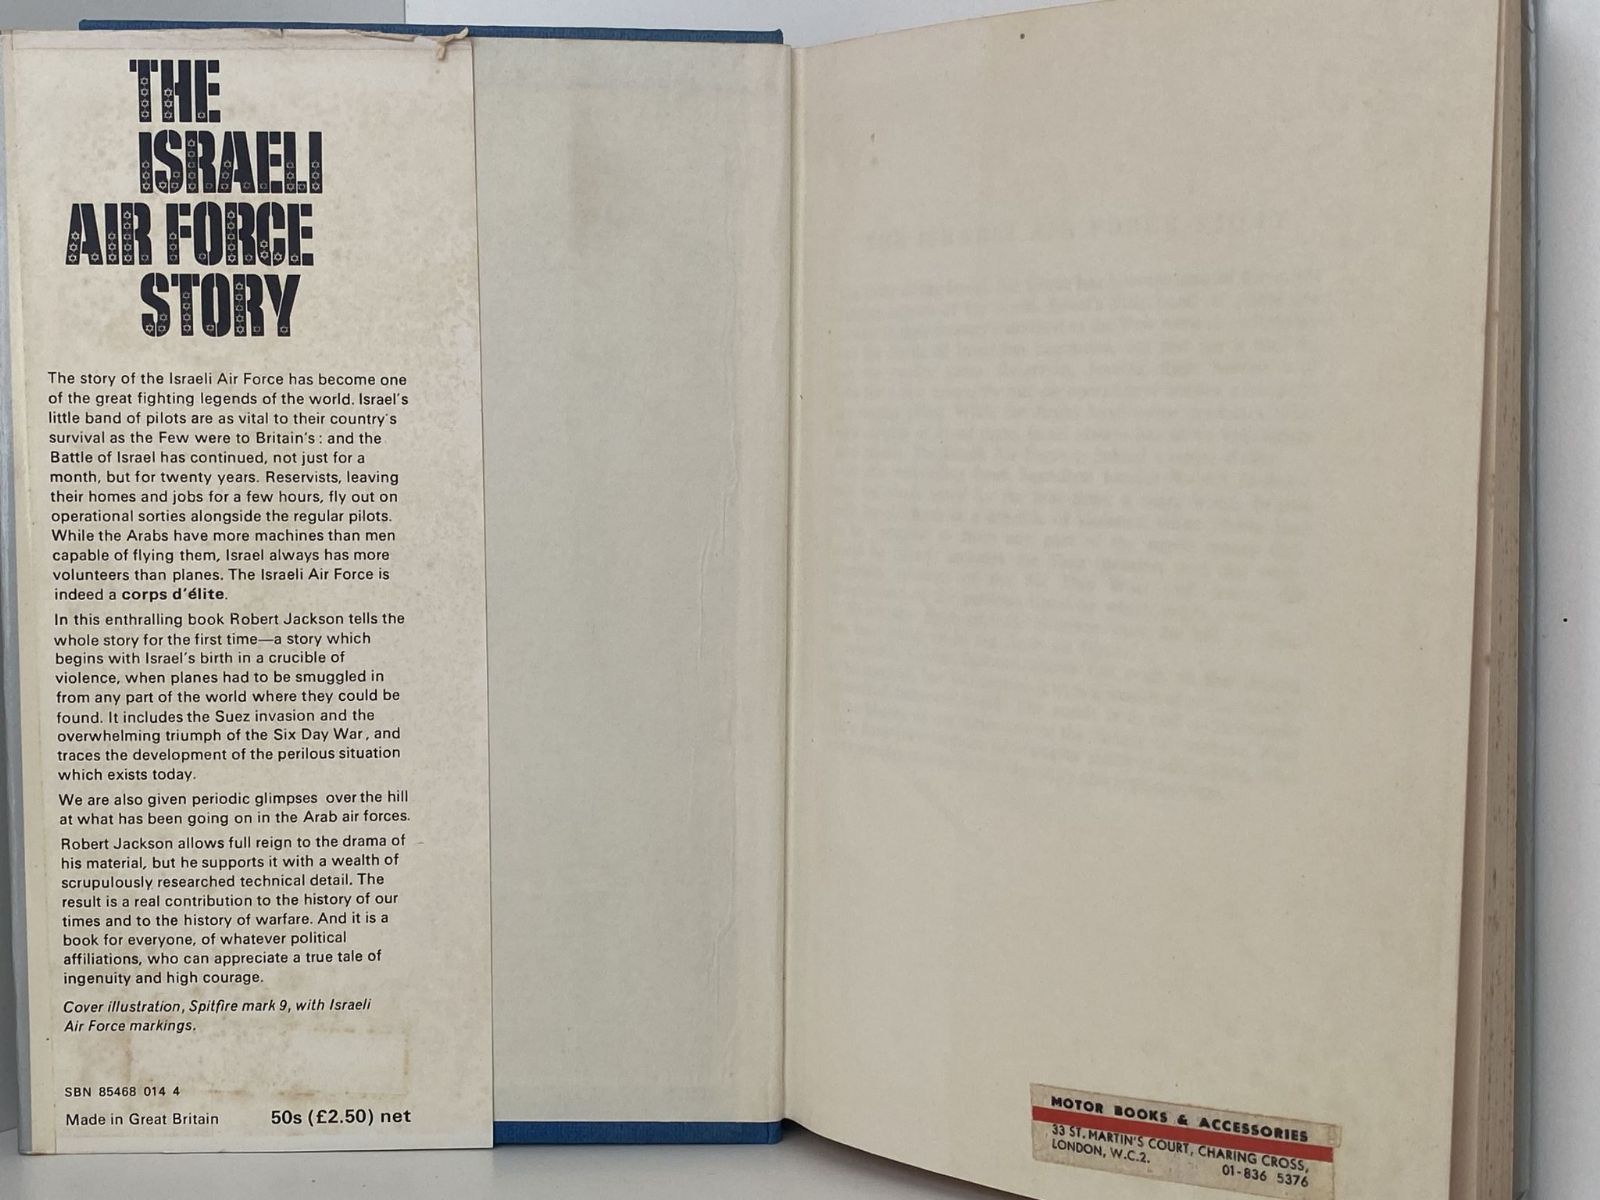 THE
ISRAELI
AIR FORCE
STORY
The story of the Israeli Air Force has become one
of the great fighting legends of the world. Israel's
little band of pilots are as vital to their country's
survival as the Few were to Britain's : and the
Battle of Israel has continued, not just for a
month, but for twenty years. Reservists, leaving
their homes and jobs for a few hours, fly out on
operational sorties alongside the regular pilots.
While the Arabs have more machines than men
capable of flying them, Israel always has more
volunteers than planes. The Israeli Air Force is
indeed a corps d'élite.
In this enthralling book Robert Jackson tells the
whole story for the first time—a story which
begins with Israel's birth in a crucible of
violence, when planes had to be smuggled in
from any part of the world where they could be
found. It includes the Suez invasion and the
overwhelming triumph of the Six Day War, and
traces the development of the perilous situation
which exists today.
We are also given periodic glimpses over the hill
at what has been going on in the Arab air forces.
Robert Jackson allows full reign to the drama of
his material, but he supports it with a wealth of
scrupulously researched technical detail. The
result is a real contribution to the history of our
times and to the history of warfare. And it is a
book for everyone, of whatever political
affiliations, who can appreciate a true tale of
ingenuity and high courage.
Cover illustration, Spitfire mark 9, with Israeli
Air Force markings.
SBN 85468 014 4
Made in Great Britain 50s (£2.50) net
MOTOR BOOKS & ACCESSORIES
33 ST. MARTIN'S COURT, CHARING CROSS,
LONDON, W.C.2. 01-836 5376